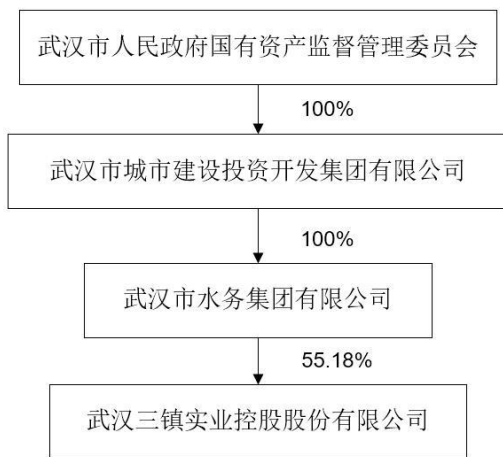 武汉市人民政府国有资产监督管理委员会
100%
武汉市城市建设投资开发集团有限公司
100%
武汉市水务集团有限公司
55.18%
武汉三镇实业控股股份有限公司